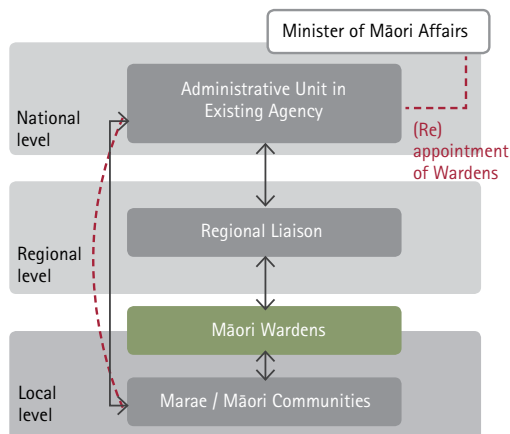 Minister of Māori Affairs
Administrative Unit in
Existing Agency
National
level
(Re)
appointment
of Wardens
Regional Liaison
Regional
level
Māori Wardens
Marae / Māori Communities
Local
level